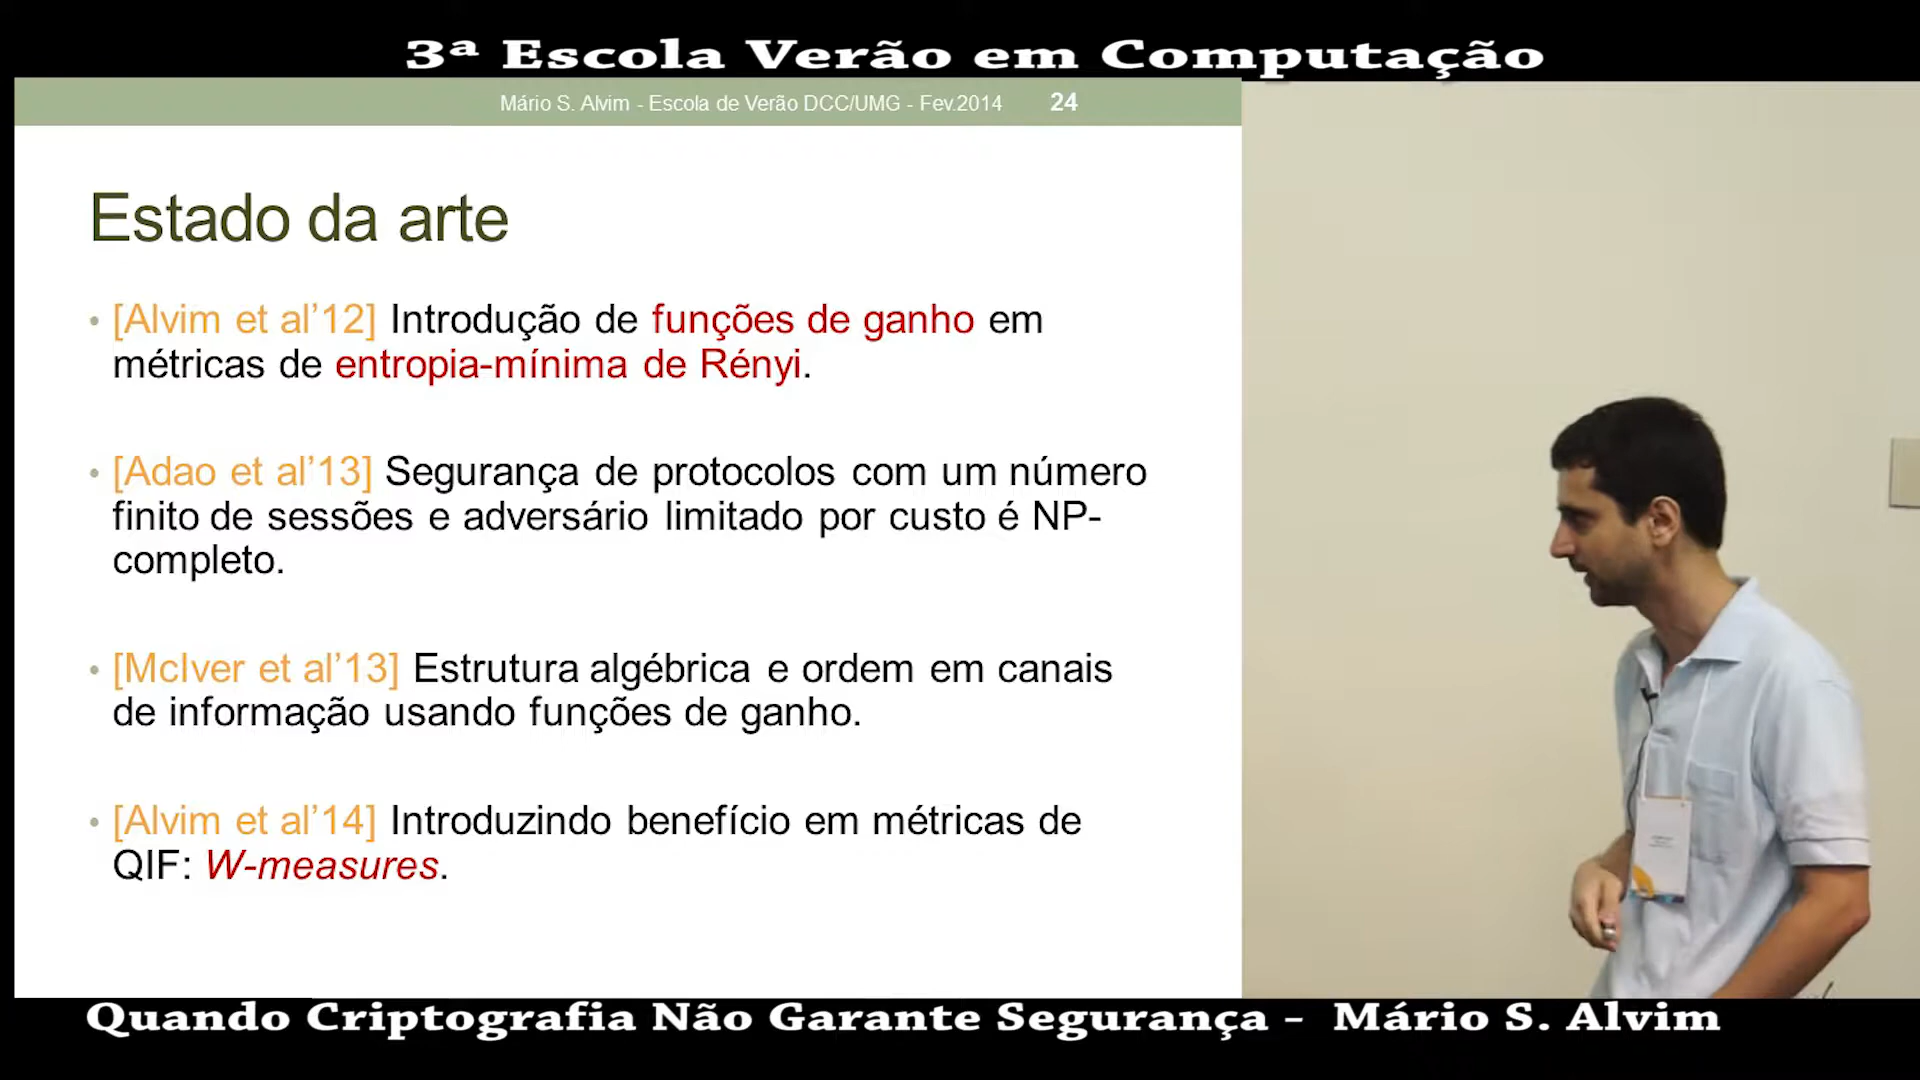 3ª Escola Verão em Computação
Mário S. Alvim - Escola de Verão DCC/UMG - Fev.2014 24
Estado da arte
• [Alvim et al’12] Introdução de funções de ganho em
métricas de entropia-mínima de Rényi.
• [Adao et al’13] Segurança de protocolos com um número
finito de sessões e adversário limitado por custo é NP-
completo.
• [McIver et al’13] Estrutura algébrica e ordem em canais
de informação usando funções de ganho.
• [Alvim et al’14] Introduzindo benefício em métricas de
QIF: W-measures.
Quando Criptografia Não Garante Segurança – Mário S. Alvim